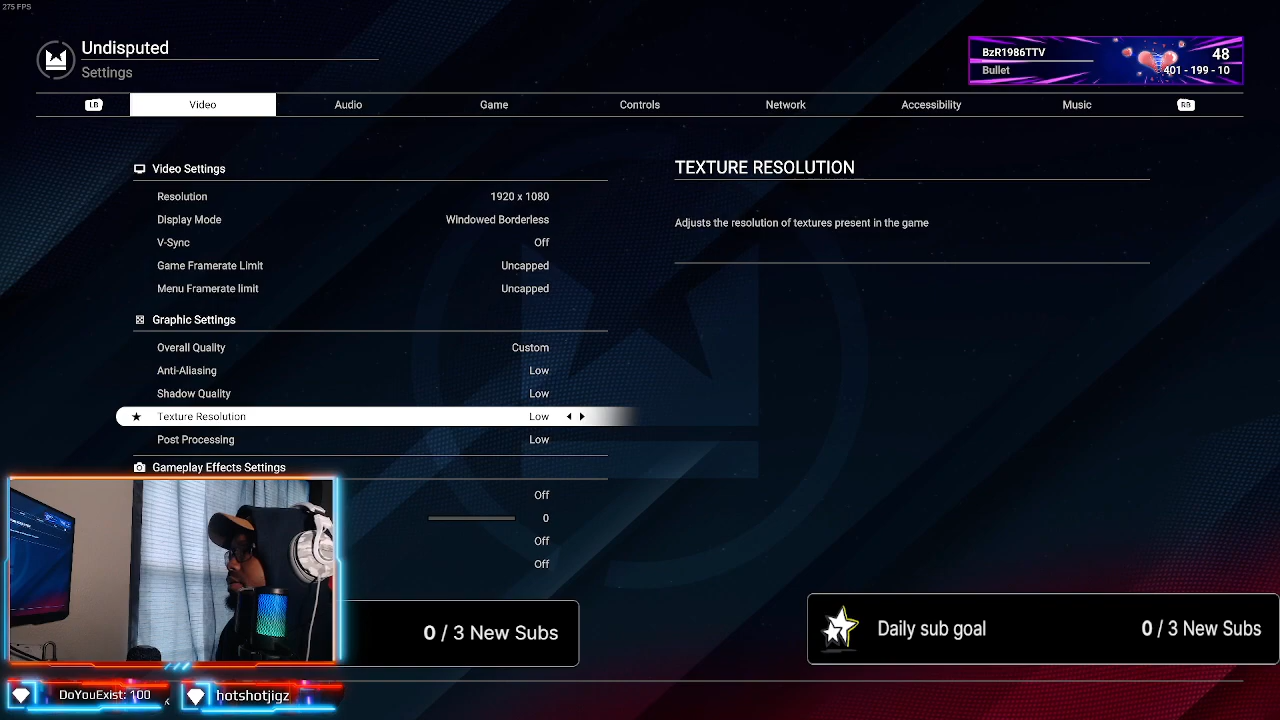 275 FPS
Undisputed
Settings
BzR1986TTV
48
Bullet
401 - 199 - 10
LB
Video
Audio
Game
Controls
Network
Accessibility
Music
RB
Video Settings
Resolution 1920 x 1080
Display Mode Windowed Borderless
V-Sync Off
Game Framerate Limit Uncapped
Menu Framerate limit Uncapped
Graphic Settings
Overall Quality Custom
Anti-Aliasing Low
Shadow Quality Low
Texture Resolution Low
Post Processing Low
Gameplay Effects Settings
Off
0
Off
Off
TEXTURE RESOLUTION
Adjusts the resolution of textures present in the game
0 / 3 New Subs
Daily sub goal 0 / 3 New Subs
DoYouExist: 100
hotshotjigz